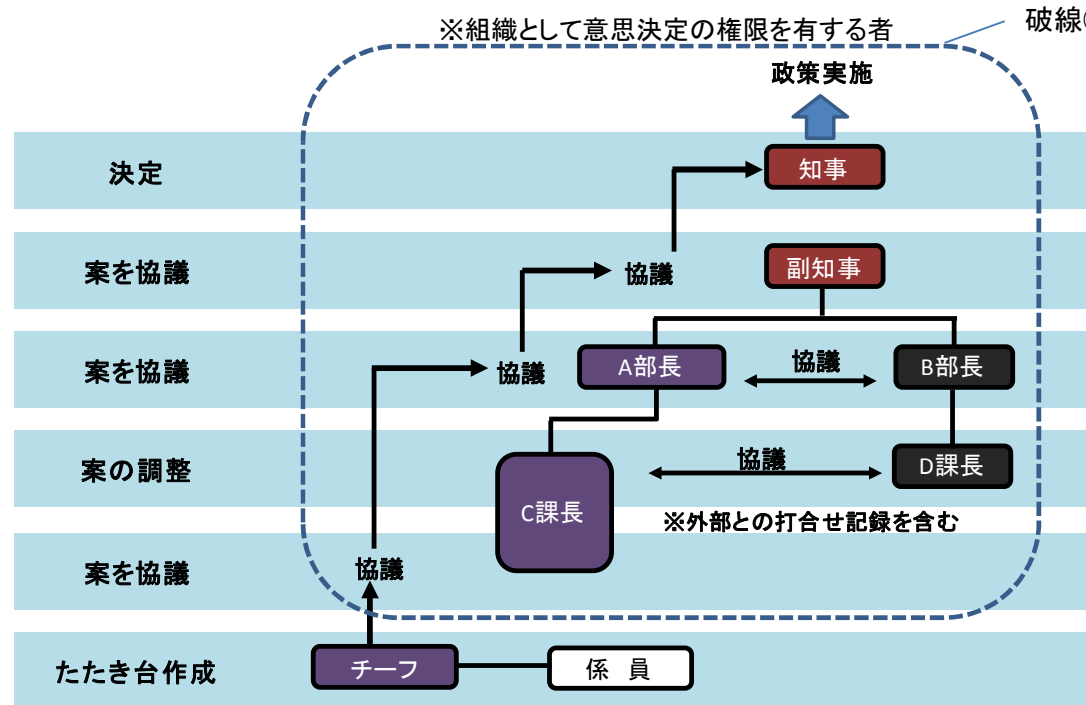 ※組織として意思決定の権限を有する者
破線
政策実施
決定
知事
案を協議
協議
副知事
案を協議
協議
A部長
協議
B部長
案の調整
C課長
協議
D課長
※外部との打合せ記録を含む
案を協議
協議
たたき台作成
チーフ
係 員